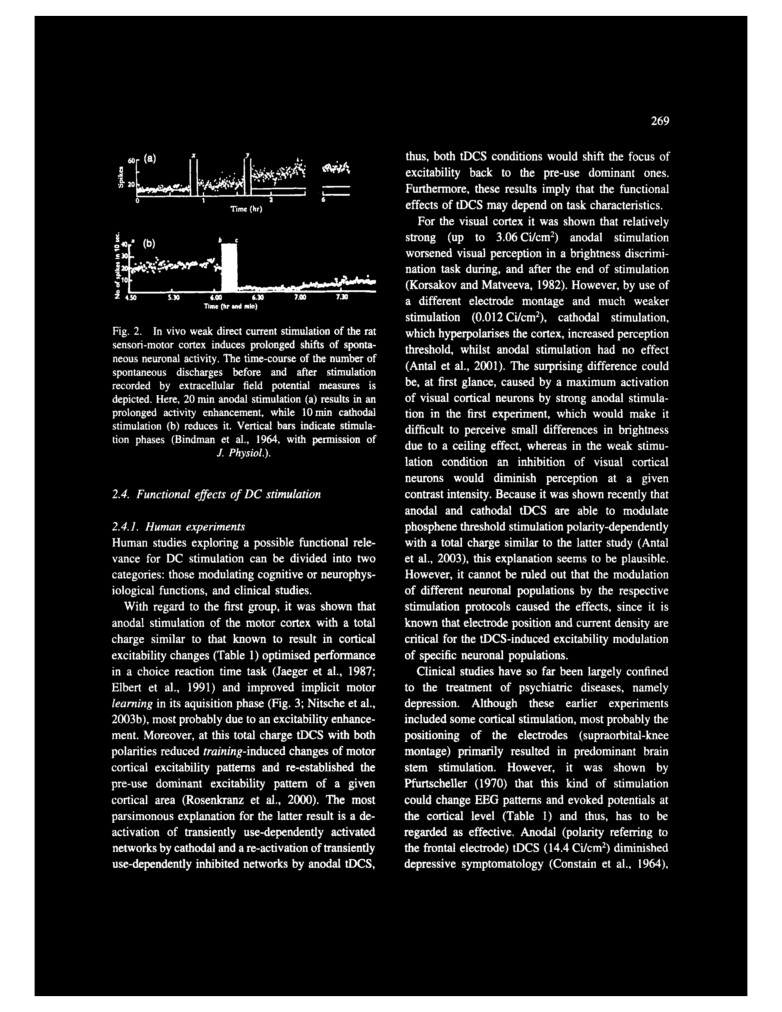 269
60 (a) x y
Spikes
20
0 1 2 6
Time (hr)
No of spikes in 10 sec.
40 a (b) b c
30
20
10
4.50 5.30 6.00 6.30 7.00 7.30
Time (hr and min)
Fig. 2. In vivo weak direct current stimulation of the rat
sensori-motor cortex induces prolonged shifts of sponta-
neous neuronal activity. The time-course of the number of
spontaneous discharges before and after stimulation
recorded by extracellular field potential measures is
depicted. Here, 20 min anodal stimulation (a) results in an
prolonged activity enhancement, while 10 min cathodal
stimulation (b) reduces it. Vertical bars indicate stimula-
tion phases (Bindman et al., 1964, with permission of
J. Physiol.).
2.4. Functional effects of DC stimulation
2.4.1. Human experiments
Human studies exploring a possible functional rele-
vance for DC stimulation can be divided into two
categories: those modulating cognitive or neurophys-
iological functions, and clinical studies.
With regard to the first group, it was shown that
anodal stimulation of the motor cortex with a total
charge similar to that known to result in cortical
excitability changes (Table 1) optimised performance
in a choice reaction time task (Jaeger et al., 1987;
Elbert et al., 1991) and improved implicit motor
learning in its aquisition phase (Fig. 3; Nitsche et al.,
2003b), most probably due to an excitability enhance-
ment. Moreover, at this total charge tDCS with both
polarities reduced training-induced changes of motor
cortical excitability patterns and re-established the
pre-use dominant excitability pattern of a given
cortical area (Rosenkranz et al., 2000). The most
parsimonous explanation for the latter result is a de-
activation of transiently use-dependently activated
networks by cathodal and a re-activation of transiently
use-dependently inhibited networks by anodal tDCS,
thus, both tDCS conditions would shift the focus of
excitability back to the pre-use dominant ones.
Furthermore, these results imply that the functional
effects of tDCS may depend on task characteristics.
For the visual cortex it was shown that relatively
strong (up to 3.06 Ci/cm²) anodal stimulation
worsened visual perception in a brightness discrimi-
nation task during, and after the end of stimulation
(Korsakov and Matveeva, 1982). However, by use of
a different electrode montage and much weaker
stimulation (0.012 Ci/cm²), cathodal stimulation,
which hyperpolarises the cortex, increased perception
threshold, whilst anodal stimulation had no effect
(Antal et al., 2001). The surprising difference could
be, at first glance, caused by a maximum activation
of visual cortical neurons by strong anodal stimula-
tion in the first experiment, which would make it
difficult to perceive small differences in brightness
due to a ceiling effect, whereas in the weak stimu-
lation condition an inhibition of visual cortical
neurons would diminish perception at a given
contrast intensity. Because it was shown recently that
anodal and cathodal tDCS are able to modulate
phosphene threshold stimulation polarity-dependently
with a total charge similar to the latter study (Antal
et al., 2003), this explanation seems to be plausible.
However, it cannot be ruled out that the modulation
of different neuronal populations by the respective
stimulation protocols caused the effects, since it is
known that electrode position and current density are
critical for the tDCS-induced excitability modulation
of specific neuronal populations.
Clinical studies have so far been largely confined
to the treatment of psychiatric diseases, namely
depression. Although these earlier experiments
included some cortical stimulation, most probably the
positioning of the electrodes (supraorbital-knee
montage) primarily resulted in predominant brain
stem stimulation. However, it was shown by
Pfurtscheller (1970) that this kind of stimulation
could change EEG patterns and evoked potentials at
the cortical level (Table 1) and thus, has to be
regarded as effective. Anodal (polarity referring to
the frontal electrode) tDCS (14.4 Ci/cm²) diminished
depressive symptomatology (Constain et al., 1964),